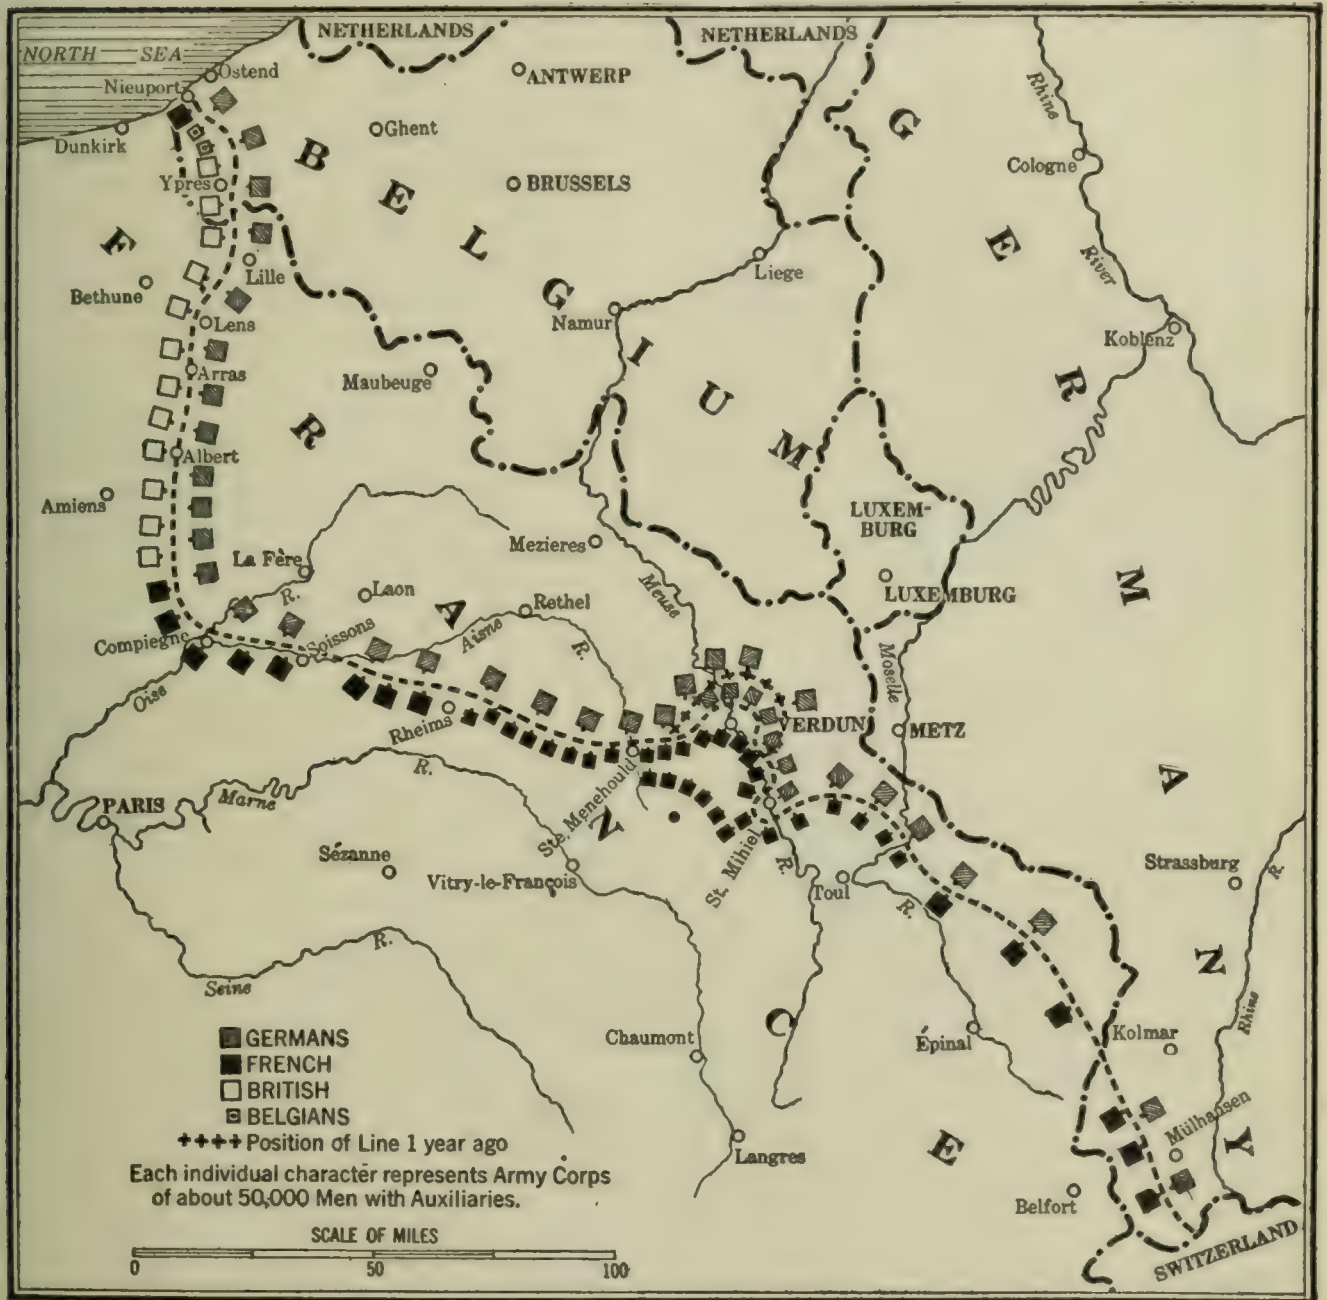 NETHERLANDS
NETHERLANDS
NORTH SEA
Ostend
Nieuport
ANTWERP
Dunkirk
Ghent
Ypres
BRUSSELS
Cologne
Rhine
River
Lille
Liege
Bethune
Lens
Namur
Koblenz
Arras
Maubeuge
Albert
Amiens
BELGIUM
GERMANY
FRANCE
LUXEM-
BURG
LUXEMBURG
Mezieres
Meuse
La Fère
R.
Laon
Rethel
Aisne
R.
Compiegne
Soissons
Oise
Rheims
VERDUN
Moselle
METZ
R.
Marne
PARIS
Ste. Menehould
St. Mihiel
R.
Sézanne
Vitry-le-François
Toul
R.
Strassburg
R.
R.
Seine
Rhine
Chaumont
Épinal
Kolmar
Mülhansen
Langres
Belfort
SWITZERLAND
GERMANS
FRENCH
BRITISH
BELGIANS
Position of Line 1 year ago
Each individual character represents Army Corps
of about 50,000 Men with Auxiliaries.
SCALE OF MILES
0 50 100